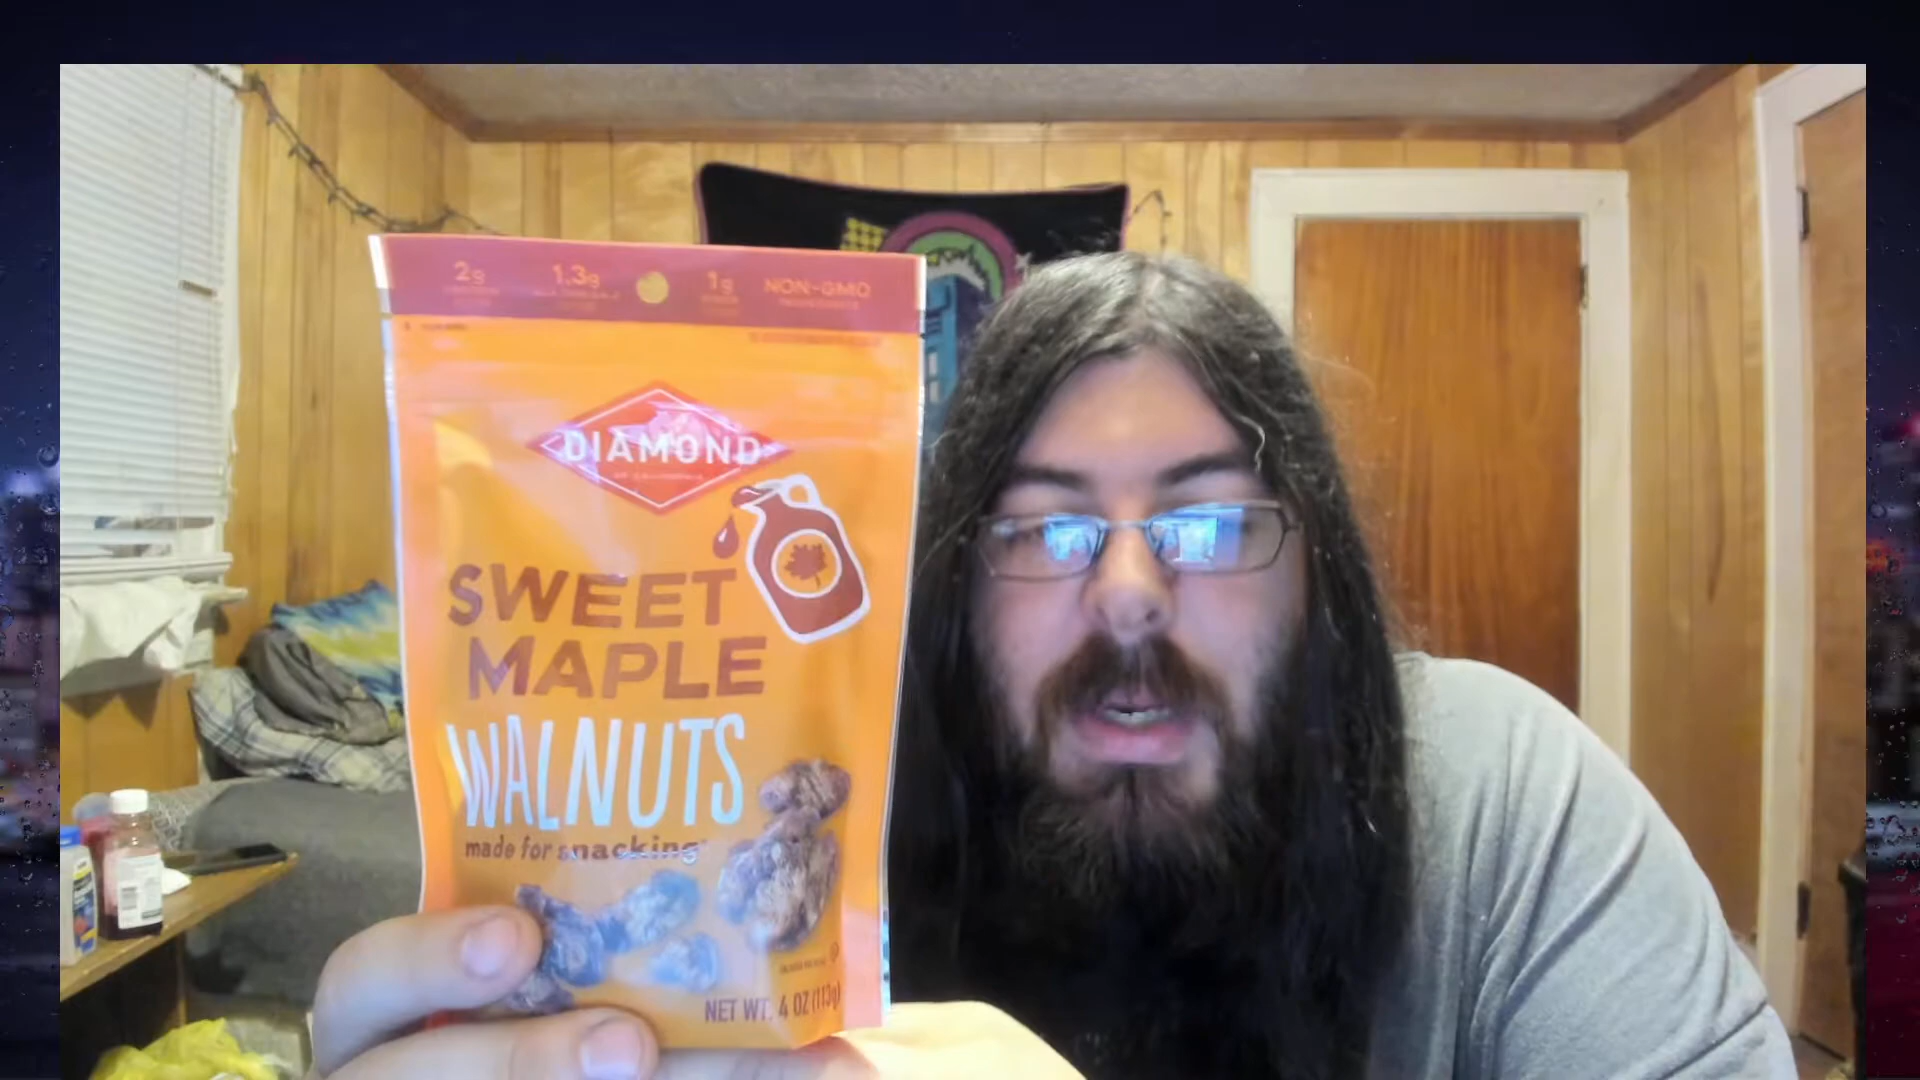 2g 1.3g 1g NON-GMO
DIAMOND
SWEET
MAPLE
WALNUTS
made for snacking
NET WT. 4 OZ (113g)